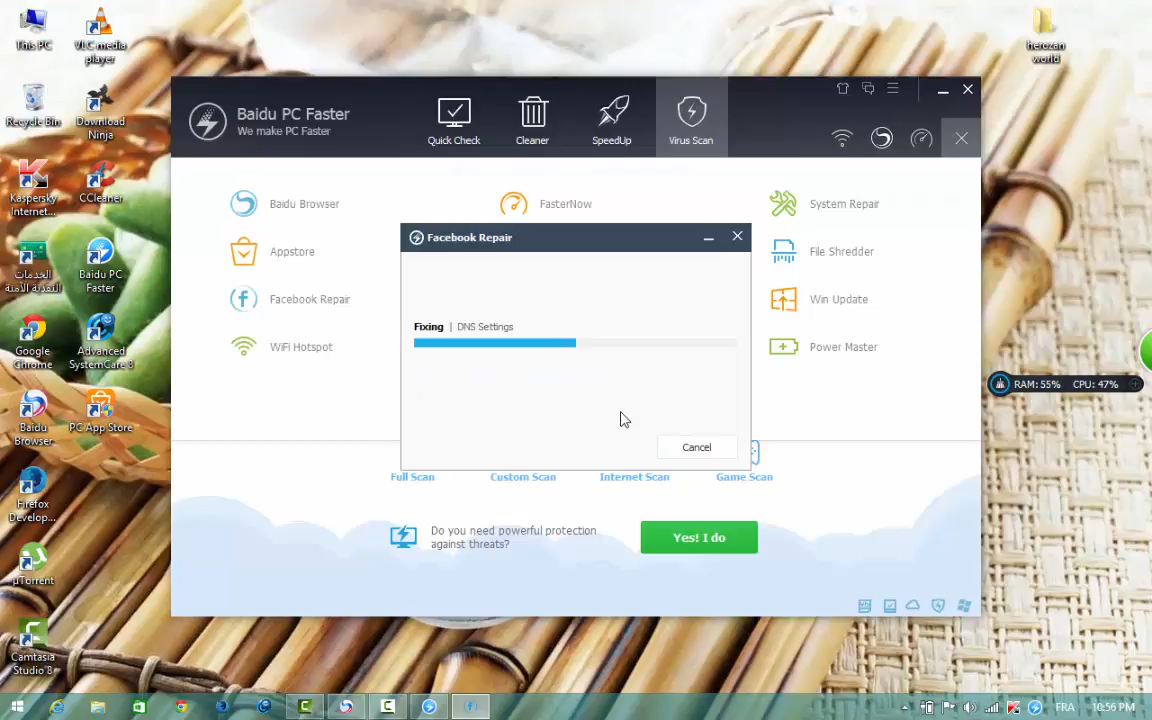 This PC
VLC media
player
herozan
world
Recycle Bin
Download
Ninja
Kaspersky
Internet...
CCleaner
الخدمات
النقدية الآمنة
Baidu PC
Faster
Google
Chrome
Advanced
SystemCare 8
Baidu
Browser
PC App Store
Firefox
Develop...
µTorrent
Camtasia
Studio 8
Baidu PC Faster
We make PC Faster
Quick Check
Cleaner
SpeedUp
Virus Scan
Baidu Browser
FasterNow
System Repair
Appstore
File Shredder
Facebook Repair
Win Update
WiFi Hotspot
Power Master
Facebook Repair
Fixing | DNS Settings
Cancel
Full Scan
Custom Scan
Internet Scan
Game Scan
Do you need powerful protection
against threats?
Yes! I do
RAM: 55% CPU: 47%
FRA
10:56 PM